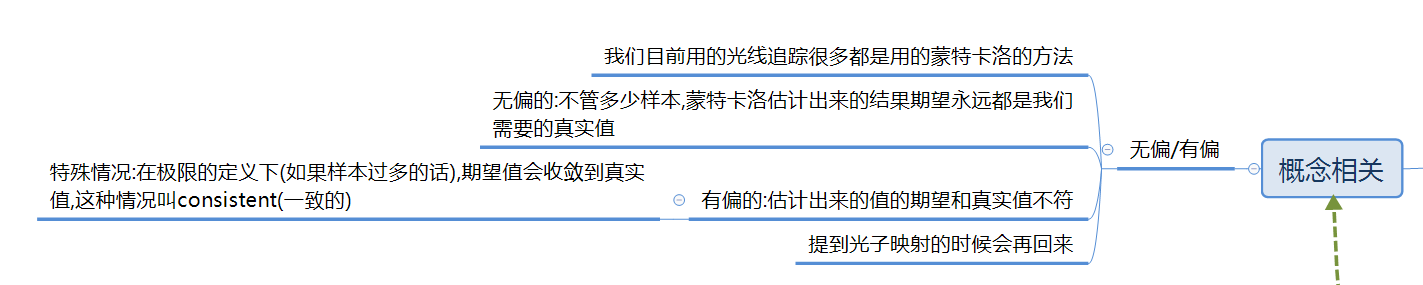 我们目前用的光线追踪很多都是用的蒙特卡洛的方法
无偏的:不管多少样本,蒙特卡洛估计出来的结果期望永远都是我们
需要的真实值
无偏/有偏
概念相关
特殊情况:在极限的定义下(如果样本过多的话),期望值会收敛到真实
值,这种情况叫consistent(一致的)
有偏的:估计出来的值的期望和真实值不符
提到光子映射的时候会再回来